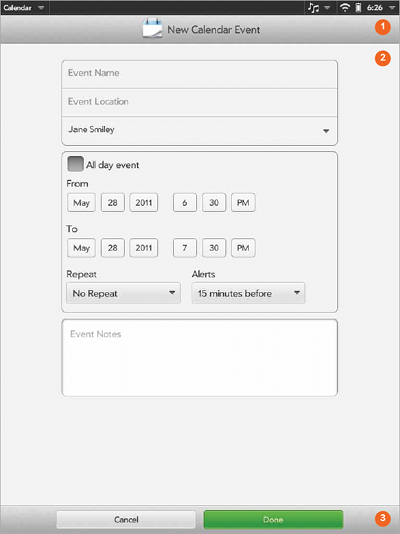 Calendar 6:26
New Calendar Event 1
2
Event Name
Event Location
Jane Smiley
All day event
From
May 28 2011 6 30 PM
To
May 28 2011 7 30 PM
Repeat Alerts
No Repeat 15 minutes before
Event Notes
Cancel Done 3